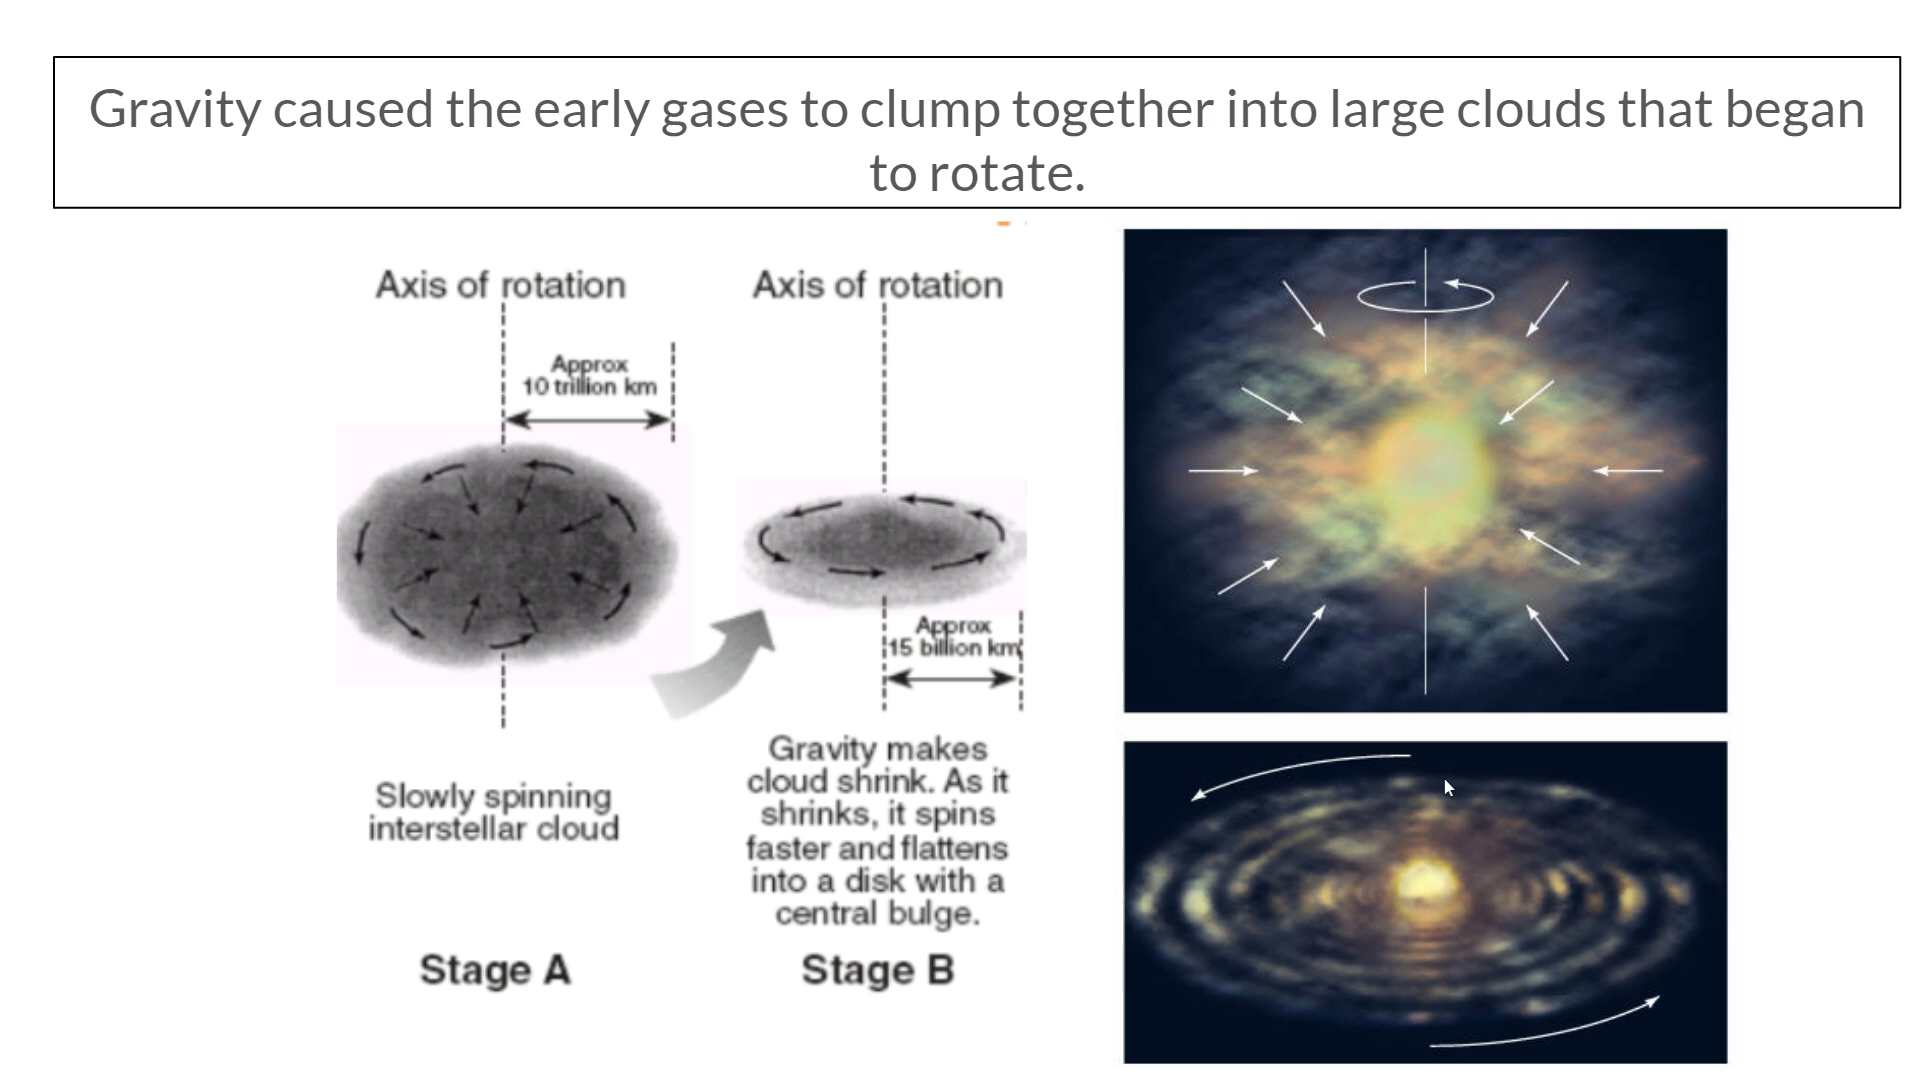 Gravity caused the early gases to clump together into large clouds that began
to rotate.
Axis of rotation
Approx
10 trillion km
Slowly spinning
interstellar cloud
Stage A
Axis of rotation
Approx
15 billion km
Gravity makes
cloud shrink. As it
shrinks, it spins
faster and flattens
into a disk with a
central bulge.
Stage B